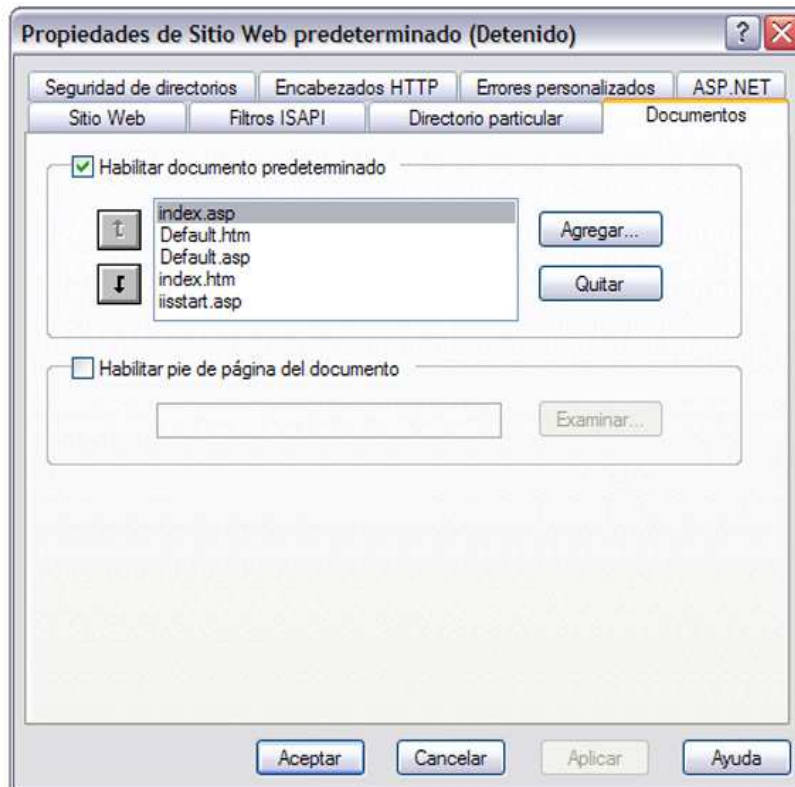 Propiedades de Sitio Web predeterminado (Detenido)
Seguridad de directorios Encabezados HTTP Errores personalizados ASP.NET
Sitio Web Filtros ISAPI Directorio particular Documentos
Habilitar documento predeterminado
index.asp
Default.htm
Default.asp
index.htm
iisstart.asp
Agregar...
Quitar
Habilitar pie de página del documento
Examinar...
Aceptar Cancelar Aplicar Ayuda